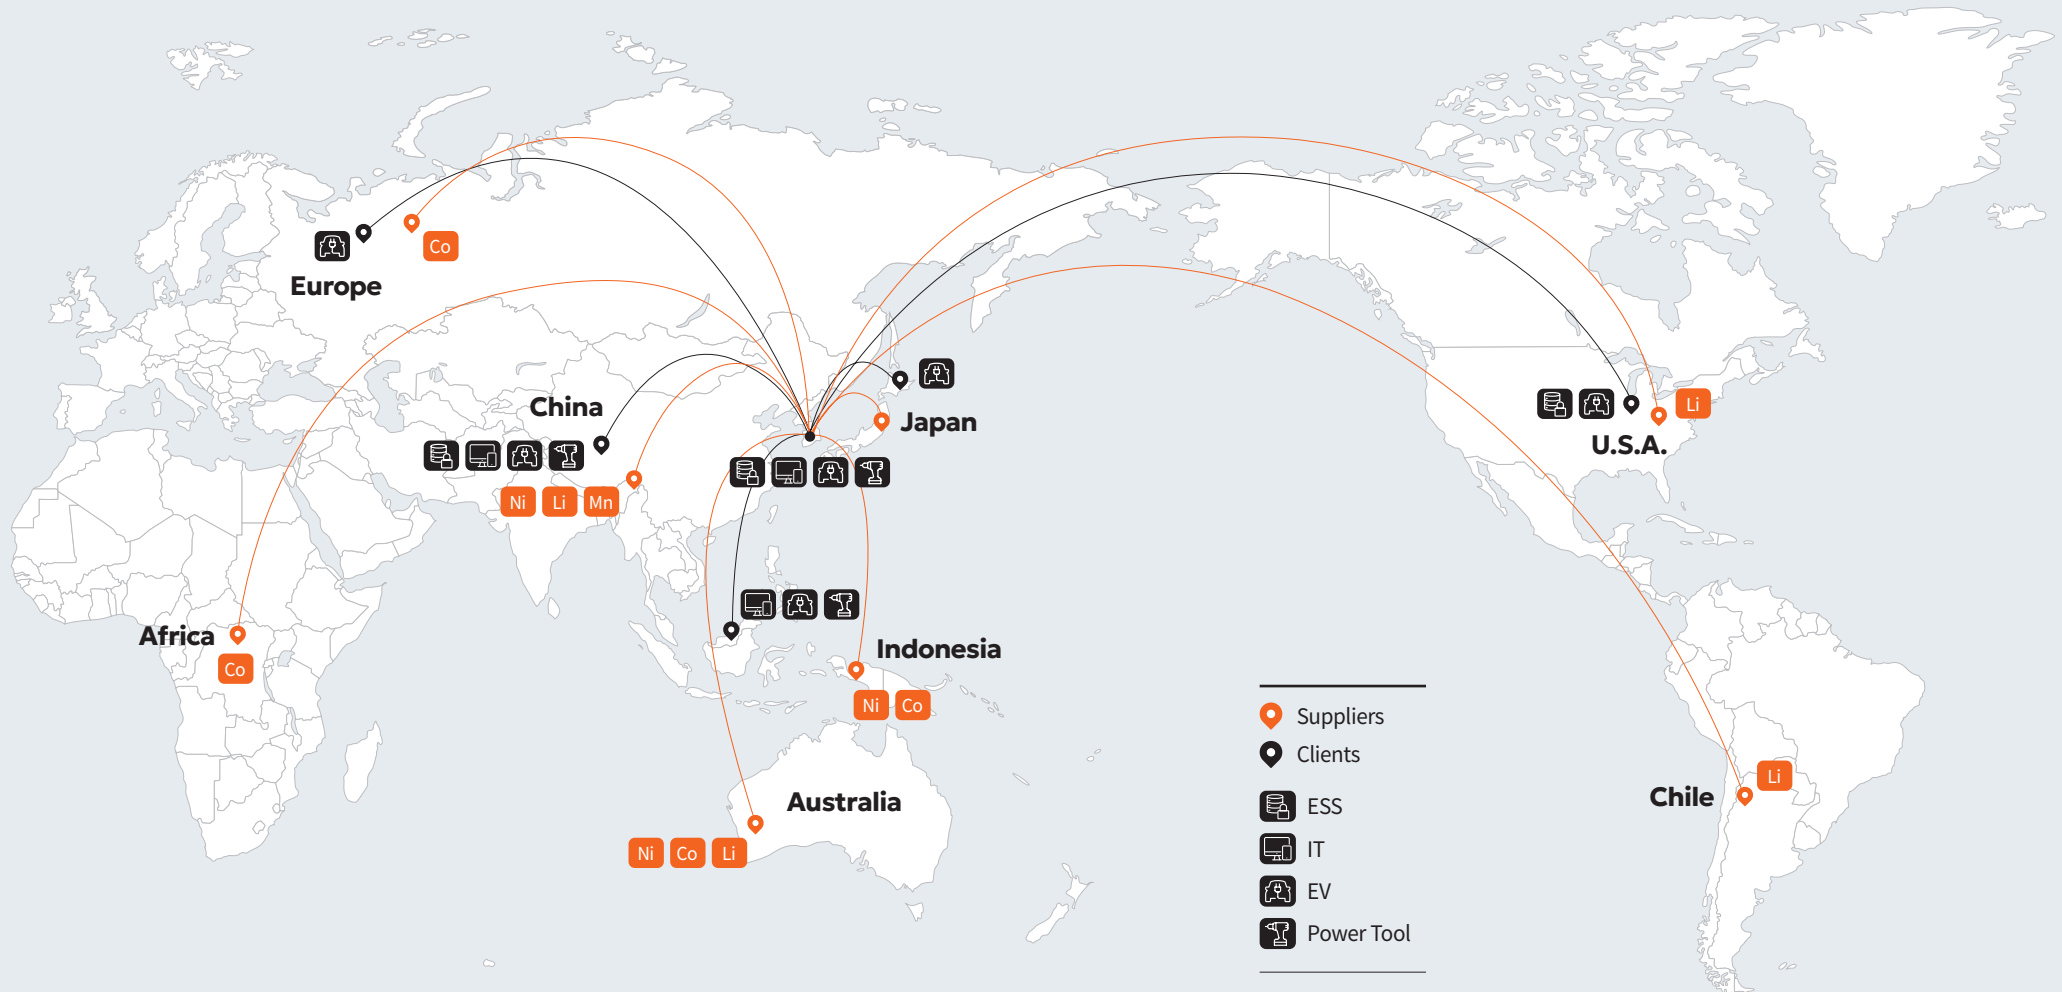 Co
Europe
China
Ni Li Mn
Japan
Li
U.S.A.
Africa
Co
Indonesia
Ni Co
Australia
Ni Co Li
Chile
Li
Suppliers
Clients
ESS
IT
EV
Power Tool